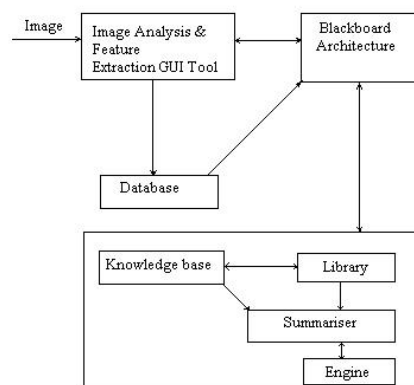 Image
Image Analysis &
Feature
Extraction GUI Tool
Blackboard
Architecture
Database
Knowledge base
Library
Summariser
Engine